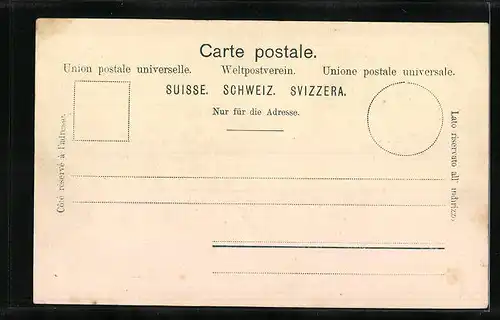 Carte postale.
Union postale universelle. Weltpostverein. Unione postale universale.
SUISSE. SCHWEIZ. SVIZZERA.
Nur für die Adresse.
Côté réservé à l'adresse.
Lato riservato all' indirizzo.